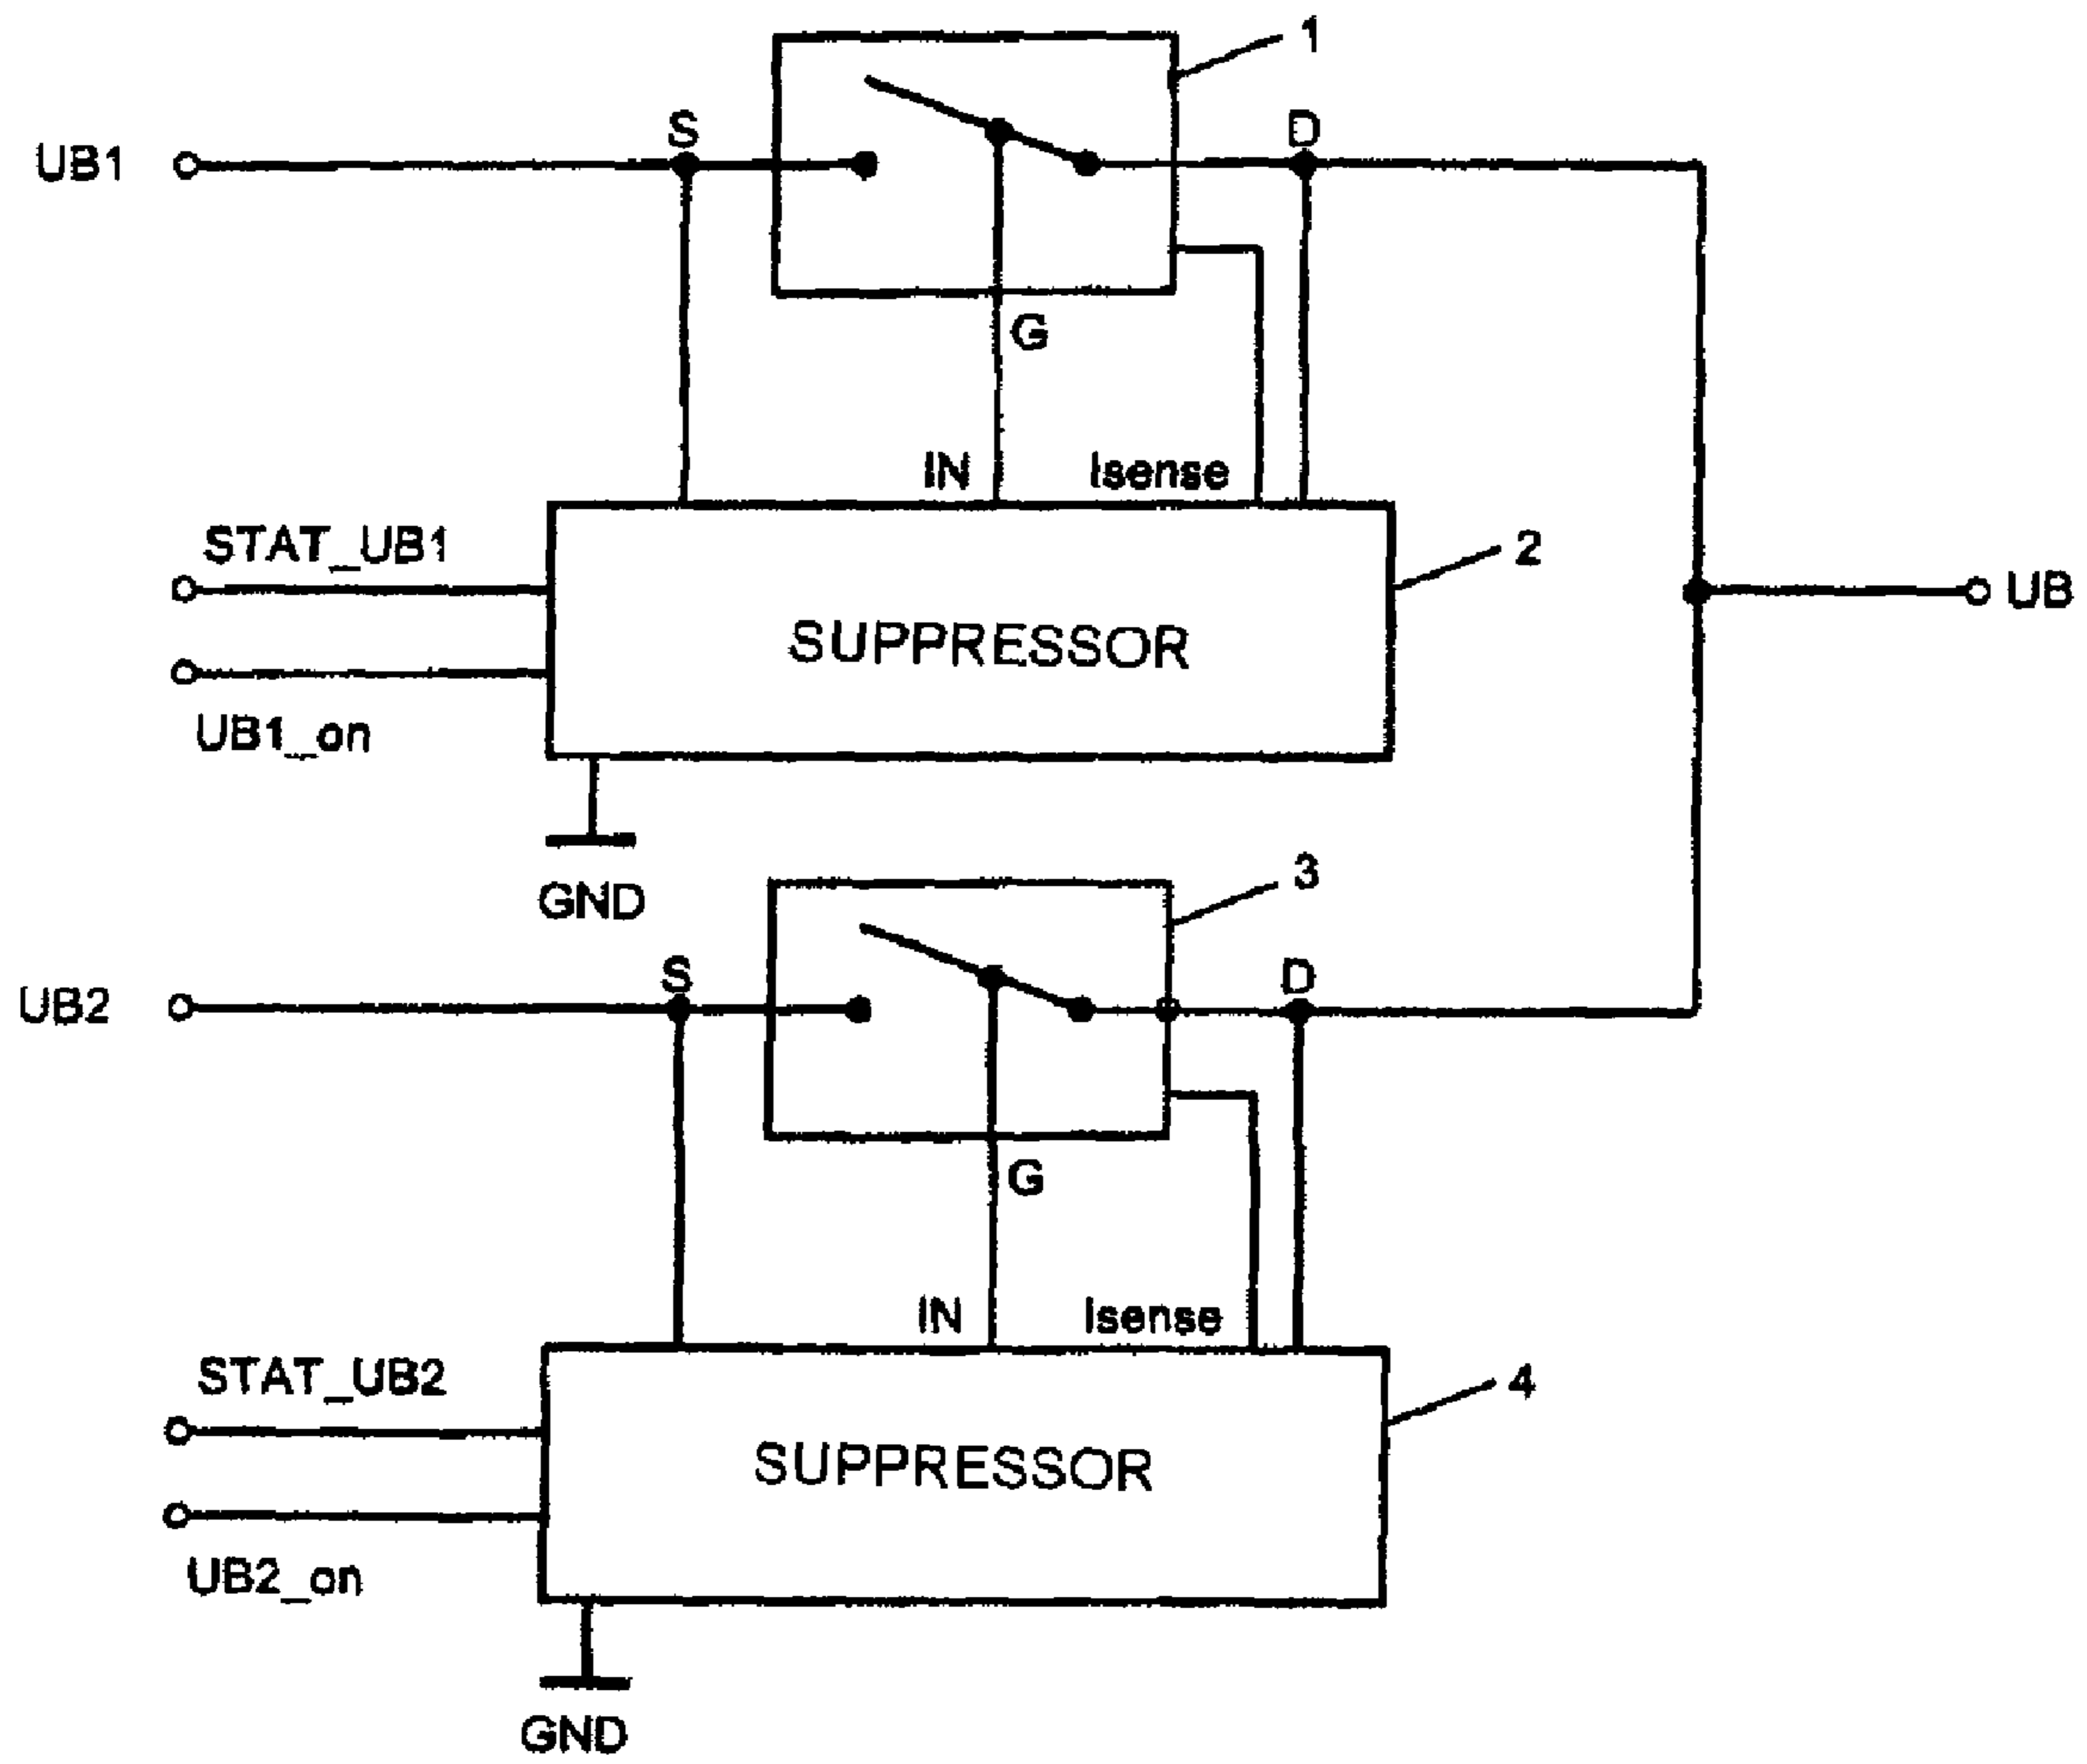 1
S
D
UB1
G
IN
Isense
STAT_UB1
2
UB
SUPPRESSOR
UB1_on
GND
3
S
D
UB2
G
IN
Isense
STAT_UB2
4
SUPPRESSOR
UB2_on
GND